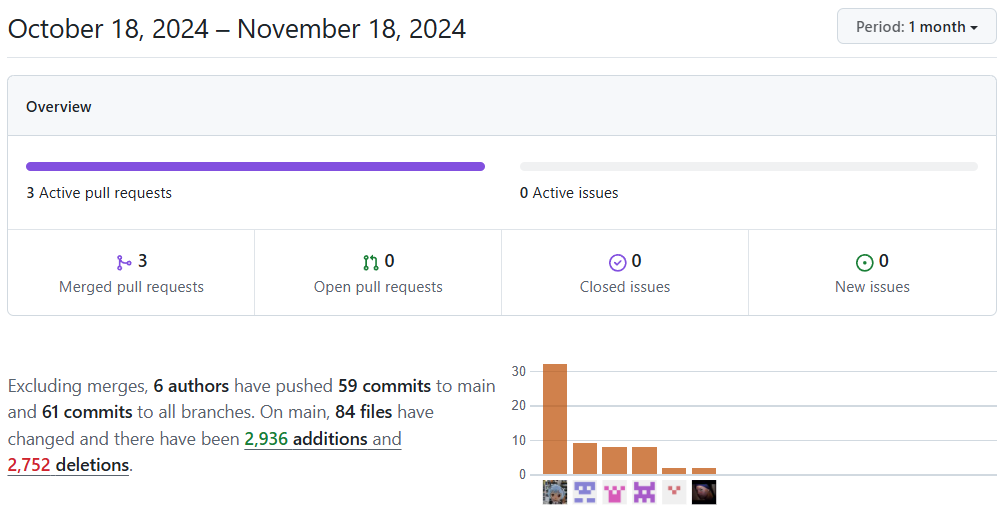 October 18, 2024 – November 18, 2024
Period: 1 month
Overview
3 Active pull requests
0 Active issues
3
Merged pull requests
0
Open pull requests
0
Closed issues
0
New issues
Excluding merges, 6 authors have pushed 59 commits to main
and 61 commits to all branches. On main, 84 files have
changed and there have been 2,936 additions and
2,752 deletions.
30
20
10
0